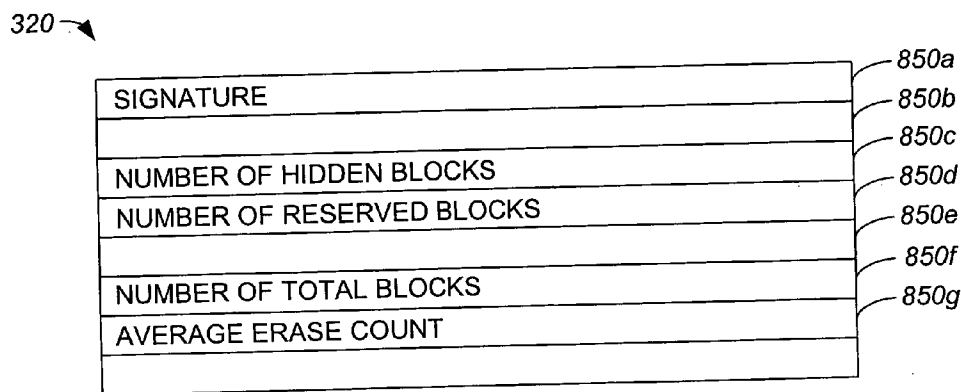 320
SIGNATURE 850a
850b
NUMBER OF HIDDEN BLOCKS 850c
NUMBER OF RESERVED BLOCKS 850d
850e
NUMBER OF TOTAL BLOCKS 850f
AVERAGE ERASE COUNT 850g